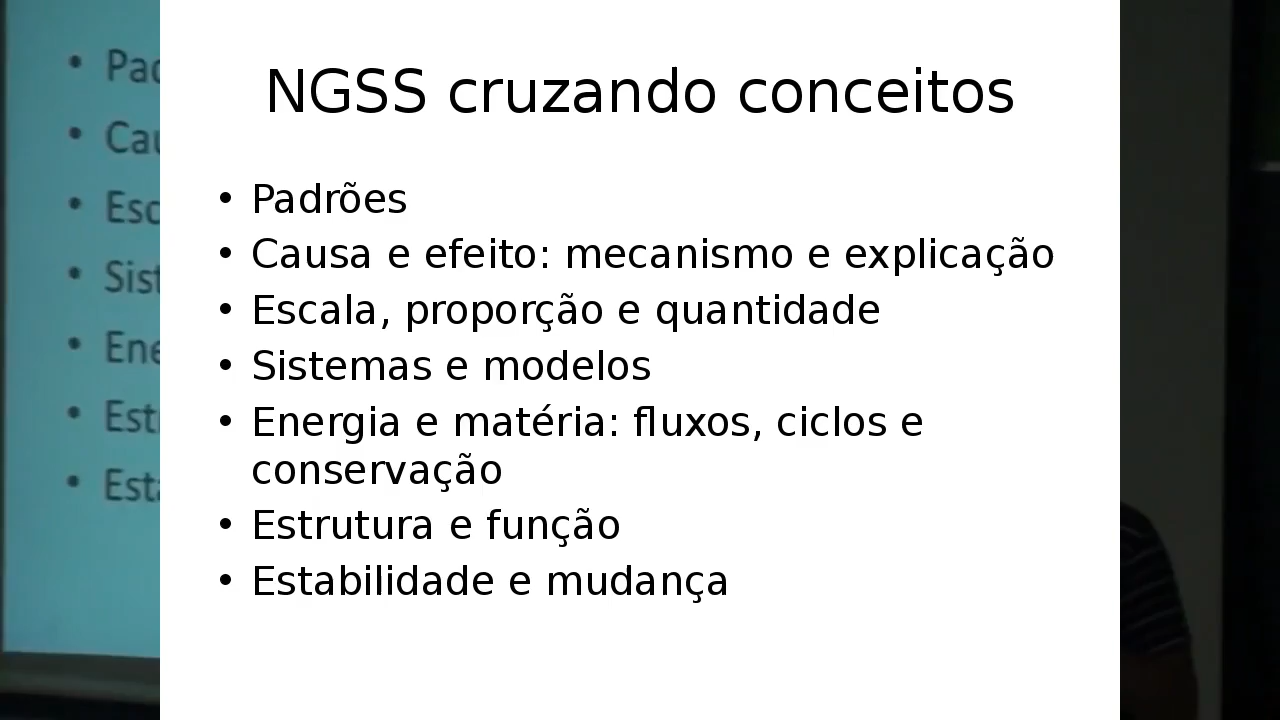 NGSS cruzando conceitos
• Padrões
• Causa e efeito: mecanismo e explicação
• Escala, proporção e quantidade
• Sistemas e modelos
• Energia e matéria: fluxos, ciclos e
conservação
• Estrutura e função
• Estabilidade e mudança